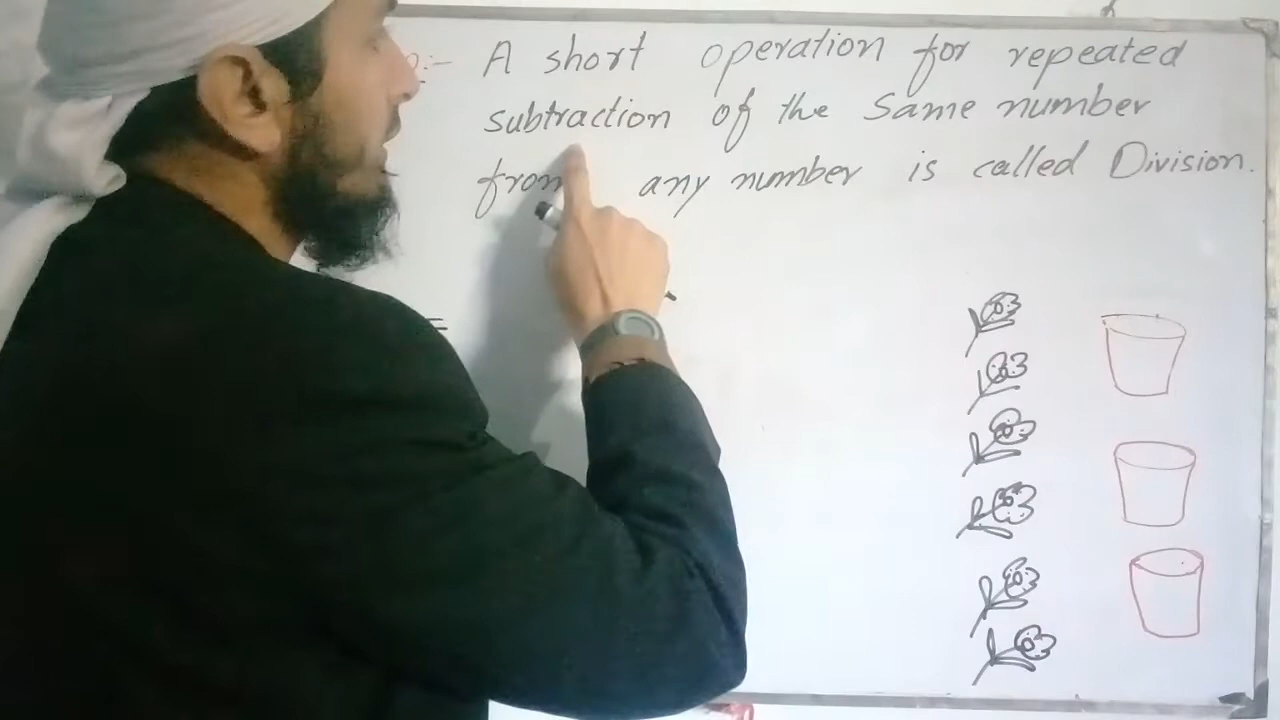 :- A short operation for repeated
subtraction of the same number
from any number is called Division.
=